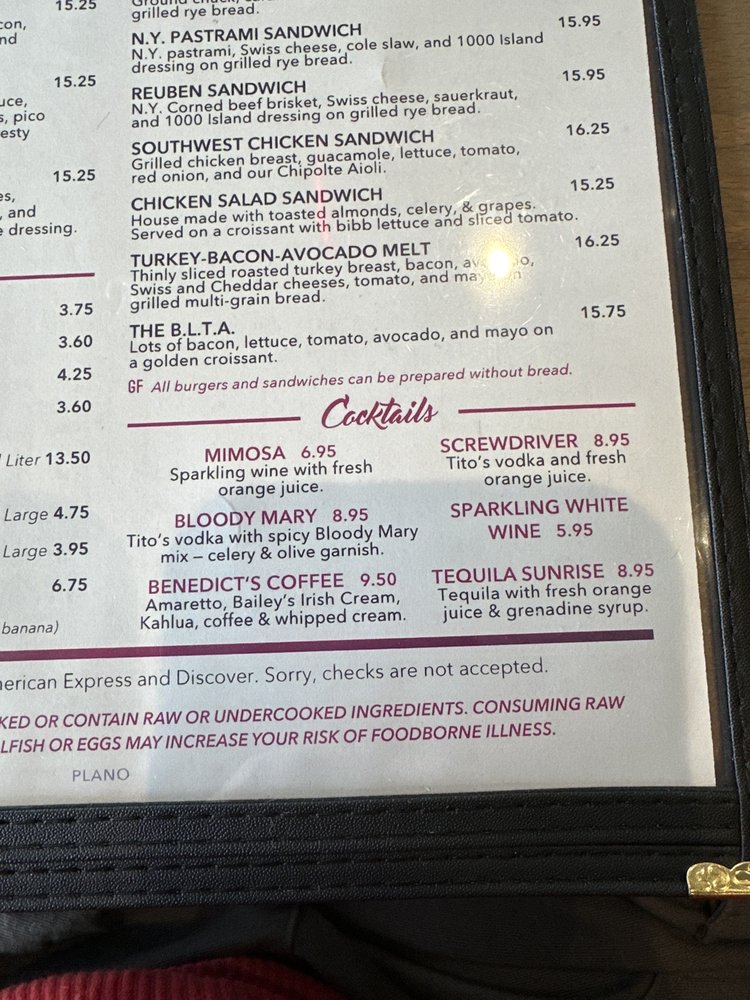 15.25
con,
nd
15.25
uce,
s, pico
esty
15.25
es,
, and
e dressing.
3.75
3.60
4.25
3.60
Liter 13.50
Large 4.75
Large 3.95
6.75
banana)
grilled rye bread.
N.Y. PASTRAMI SANDWICH 15.95
N.Y. pastrami, Swiss cheese, cole slaw, and 1000 Island
dressing on grilled rye bread.
REUBEN SANDWICH 15.95
N.Y. Corned beef brisket, Swiss cheese, sauerkraut,
and 1000 Island dressing on grilled rye bread.
SOUTHWEST CHICKEN SANDWICH 16.25
Grilled chicken breast, guacamole, lettuce, tomato,
red onion, and our Chipolte Aioli.
CHICKEN SALAD SANDWICH 15.25
House made with toasted almonds, celery, & grapes.
Served on a croissant with bibb lettuce and sliced tomato.
TURKEY-BACON-AVOCADO MELT 16.25
Thinly sliced roasted turkey breast, bacon,
Swiss and Cheddar cheeses, tomato, and
grilled multi-grain bread.
THE B.L.T.A. 15.75
Lots of bacon, lettuce, tomato, avocado, and mayo on
a golden croissant.
GF All burgers and sandwiches can be prepared without bread.
Cocktails
MIMOSA 6.95
Sparkling wine with fresh
orange juice.
BLOODY MARY 8.95
Tito's vodka with spicy Bloody Mary
mix – celery & olive garnish.
BENEDICT'S COFFEE 9.50
Amaretto, Bailey's Irish Cream,
Kahlua, coffee & whipped cream.
SCREWDRIVER 8.95
Tito's vodka and fresh
orange juice.
SPARKLING WHITE
WINE 5.95
TEQUILA SUNRISE 8.95
Tequila with fresh orange
juice & grenadine syrup.
merican Express and Discover. Sorry, checks are not accepted.
KED OR CONTAIN RAW OR UNDERCOOKED INGREDIENTS. CONSUMING RAW
LFISH OR EGGS MAY INCREASE YOUR RISK OF FOODBORNE ILLNESS.
PLANO